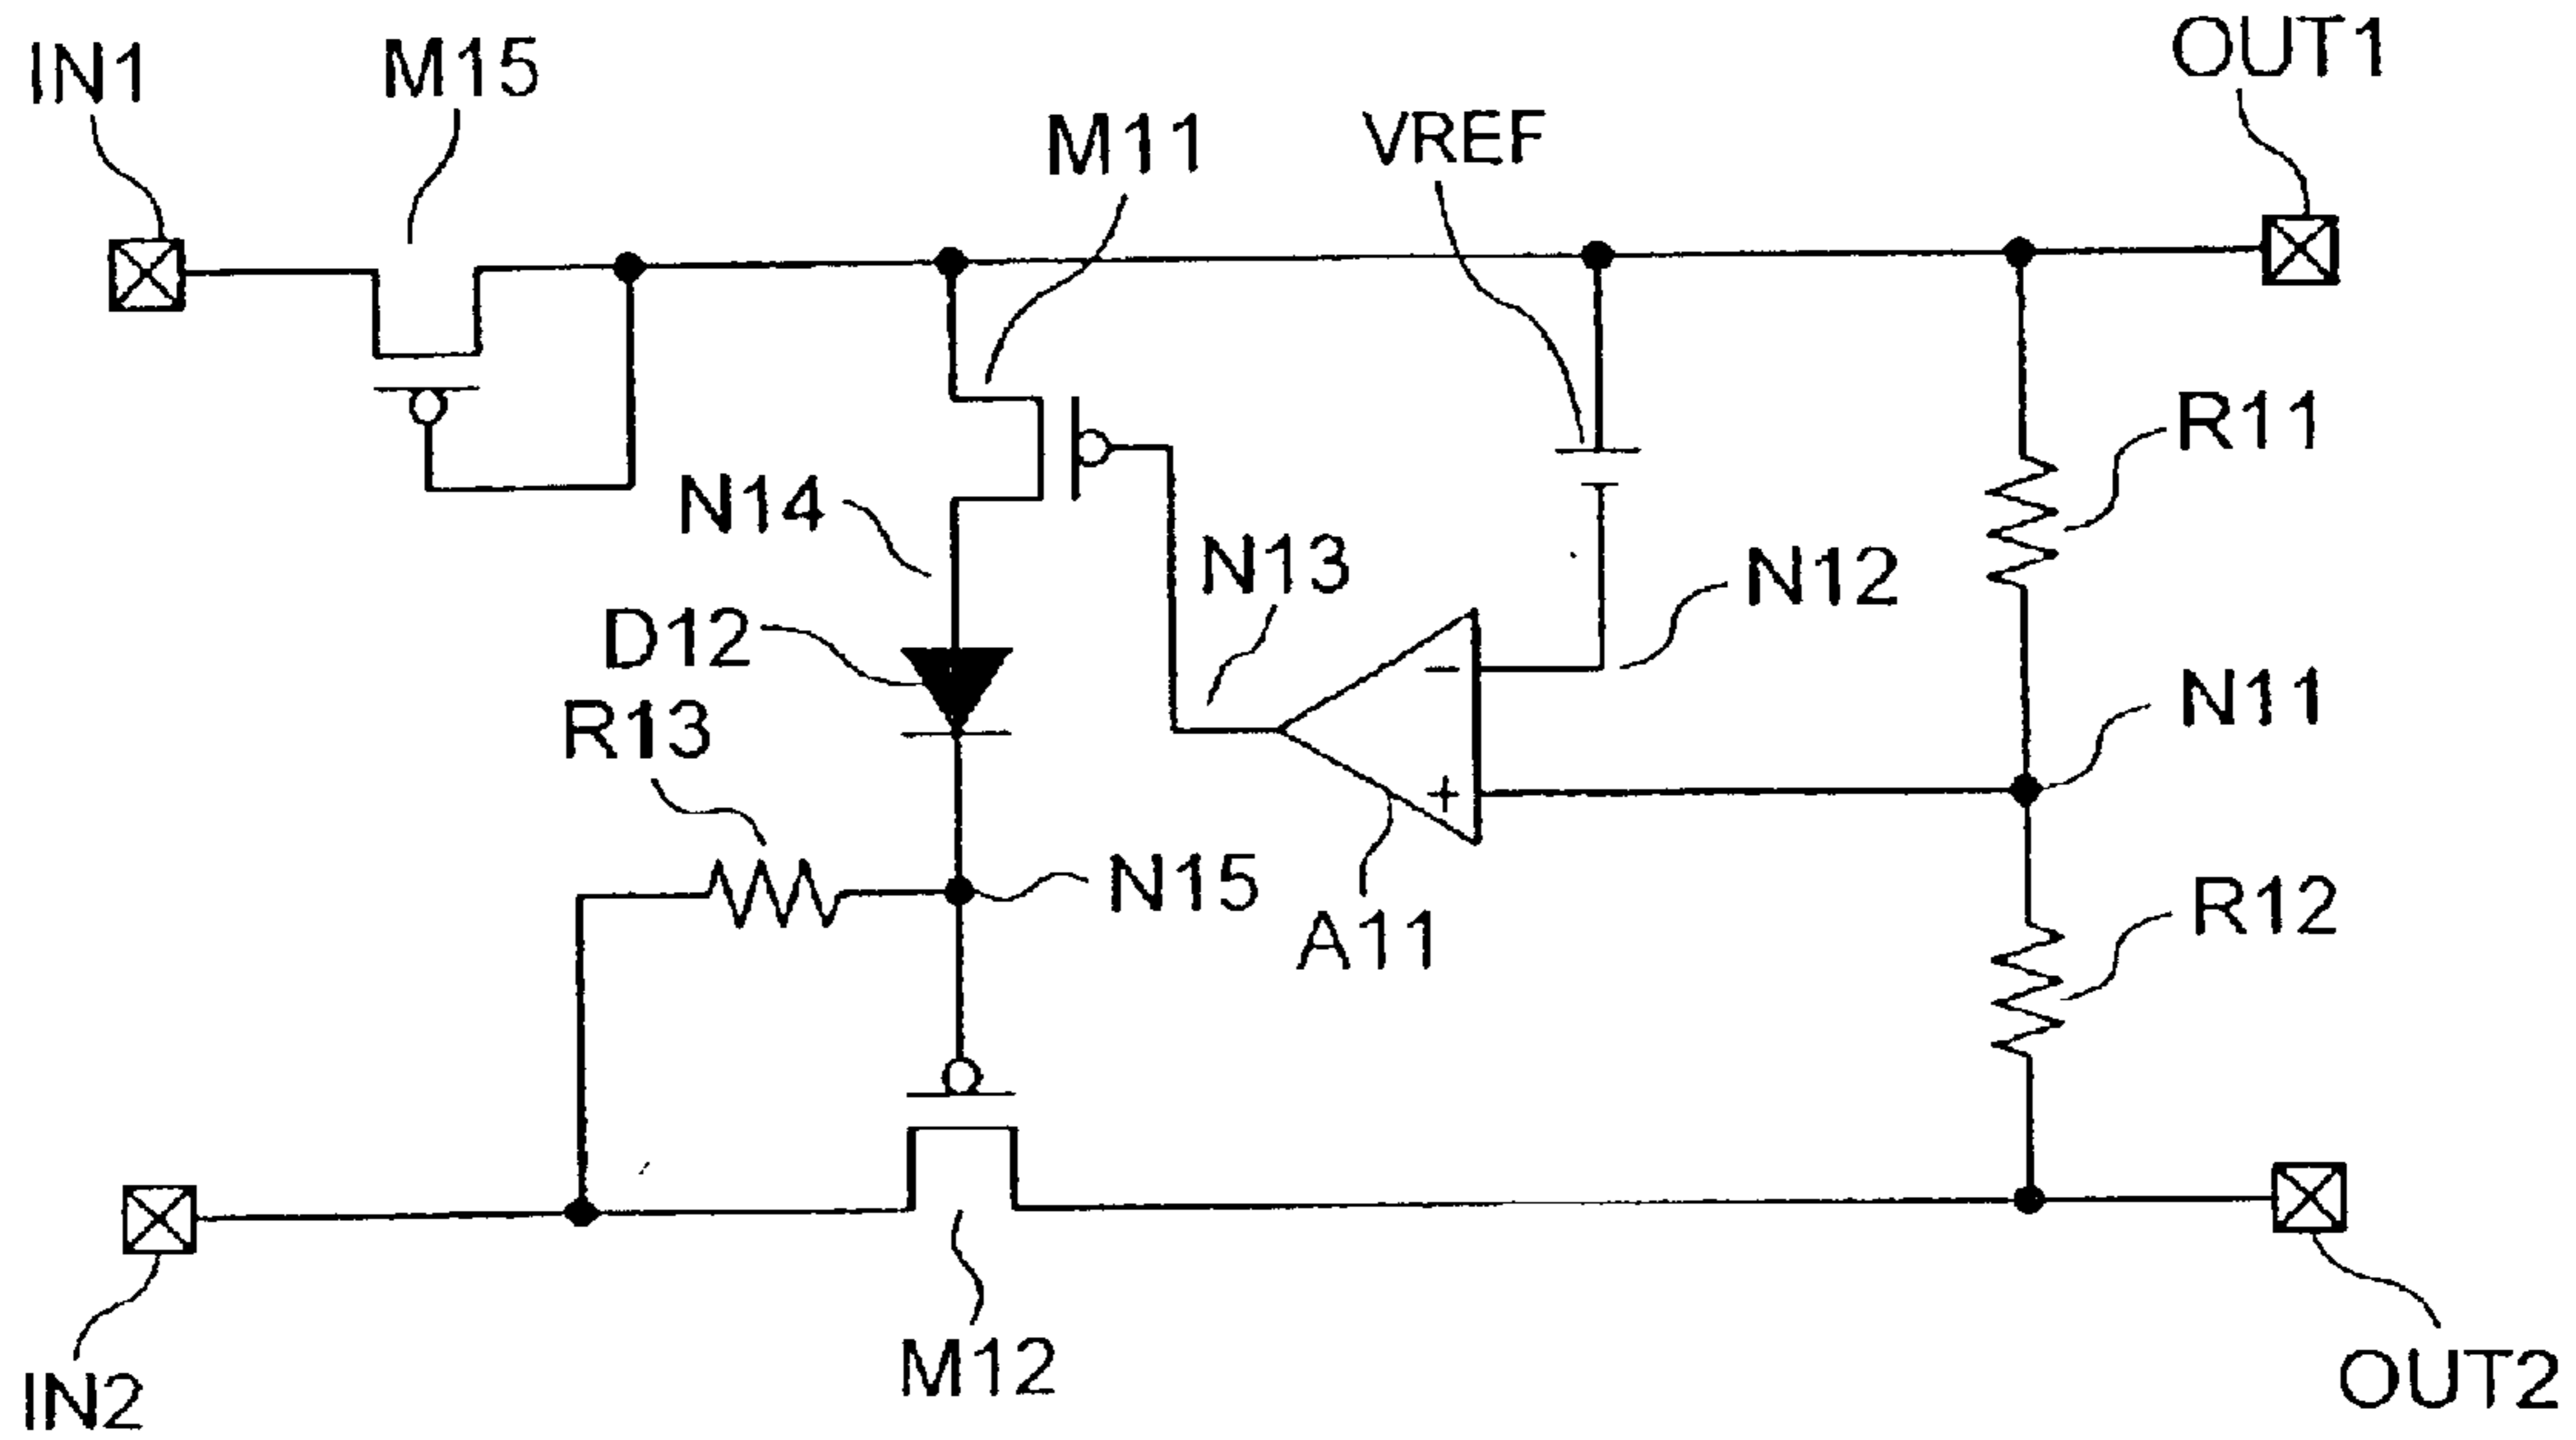 IN1
M15
M11
VREF
OUT1
R11
N14
N13
N12
D12
R13
N11
−
+
N15
A11
R12
M12
IN2
OUT2